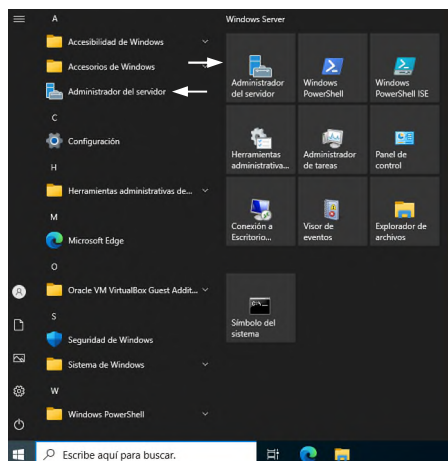 A
Accesibilidad de Windows
Accesorios de Windows
Administrador del servidor
C
Configuración
H
Herramientas administrativas de...
M
Microsoft Edge
O
Oracle VM VirtualBox Guest Addit...
S
Seguridad de Windows
Sistema de Windows
W
Windows PowerShell
Windows Server
Administrador
del servidor
Windows
PowerShell
Windows
PowerShell ISE
Herramientas
administrativa...
Administrador
de tareas
Panel de
control
Conexión a
Escritorio...
Visor de
eventos
Explorador de
archivos
Símbolo del
sistema
Escribe aquí para buscar.